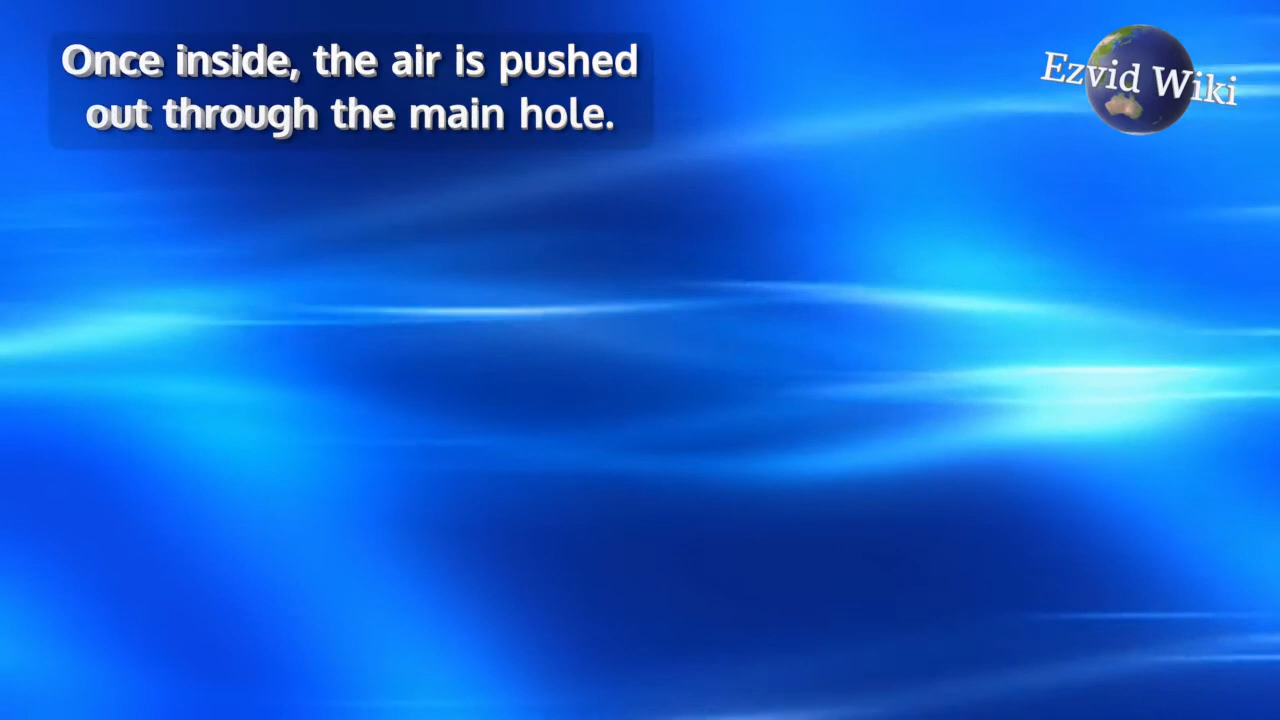 Once inside, the air is pushed
out through the main hole.
Ezvid Wiki